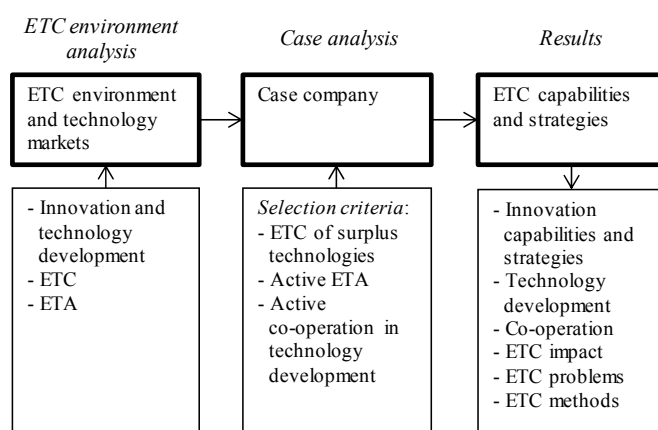 ETC environment
analysis
ETC environment
and technology
markets
- Innovation and
technology
development
- ETC
- ETA
Case analysis
Case company
Selection criteria:
- ETC of surplus
technologies
- Active ETA
- Active
co-operation in
technology
development
Results
ETC capabilities
and strategies
- Innovation
capabilities and
strategies
- Technology
development
- Co-operation
- ETC impact
- ETC problems
- ETC methods